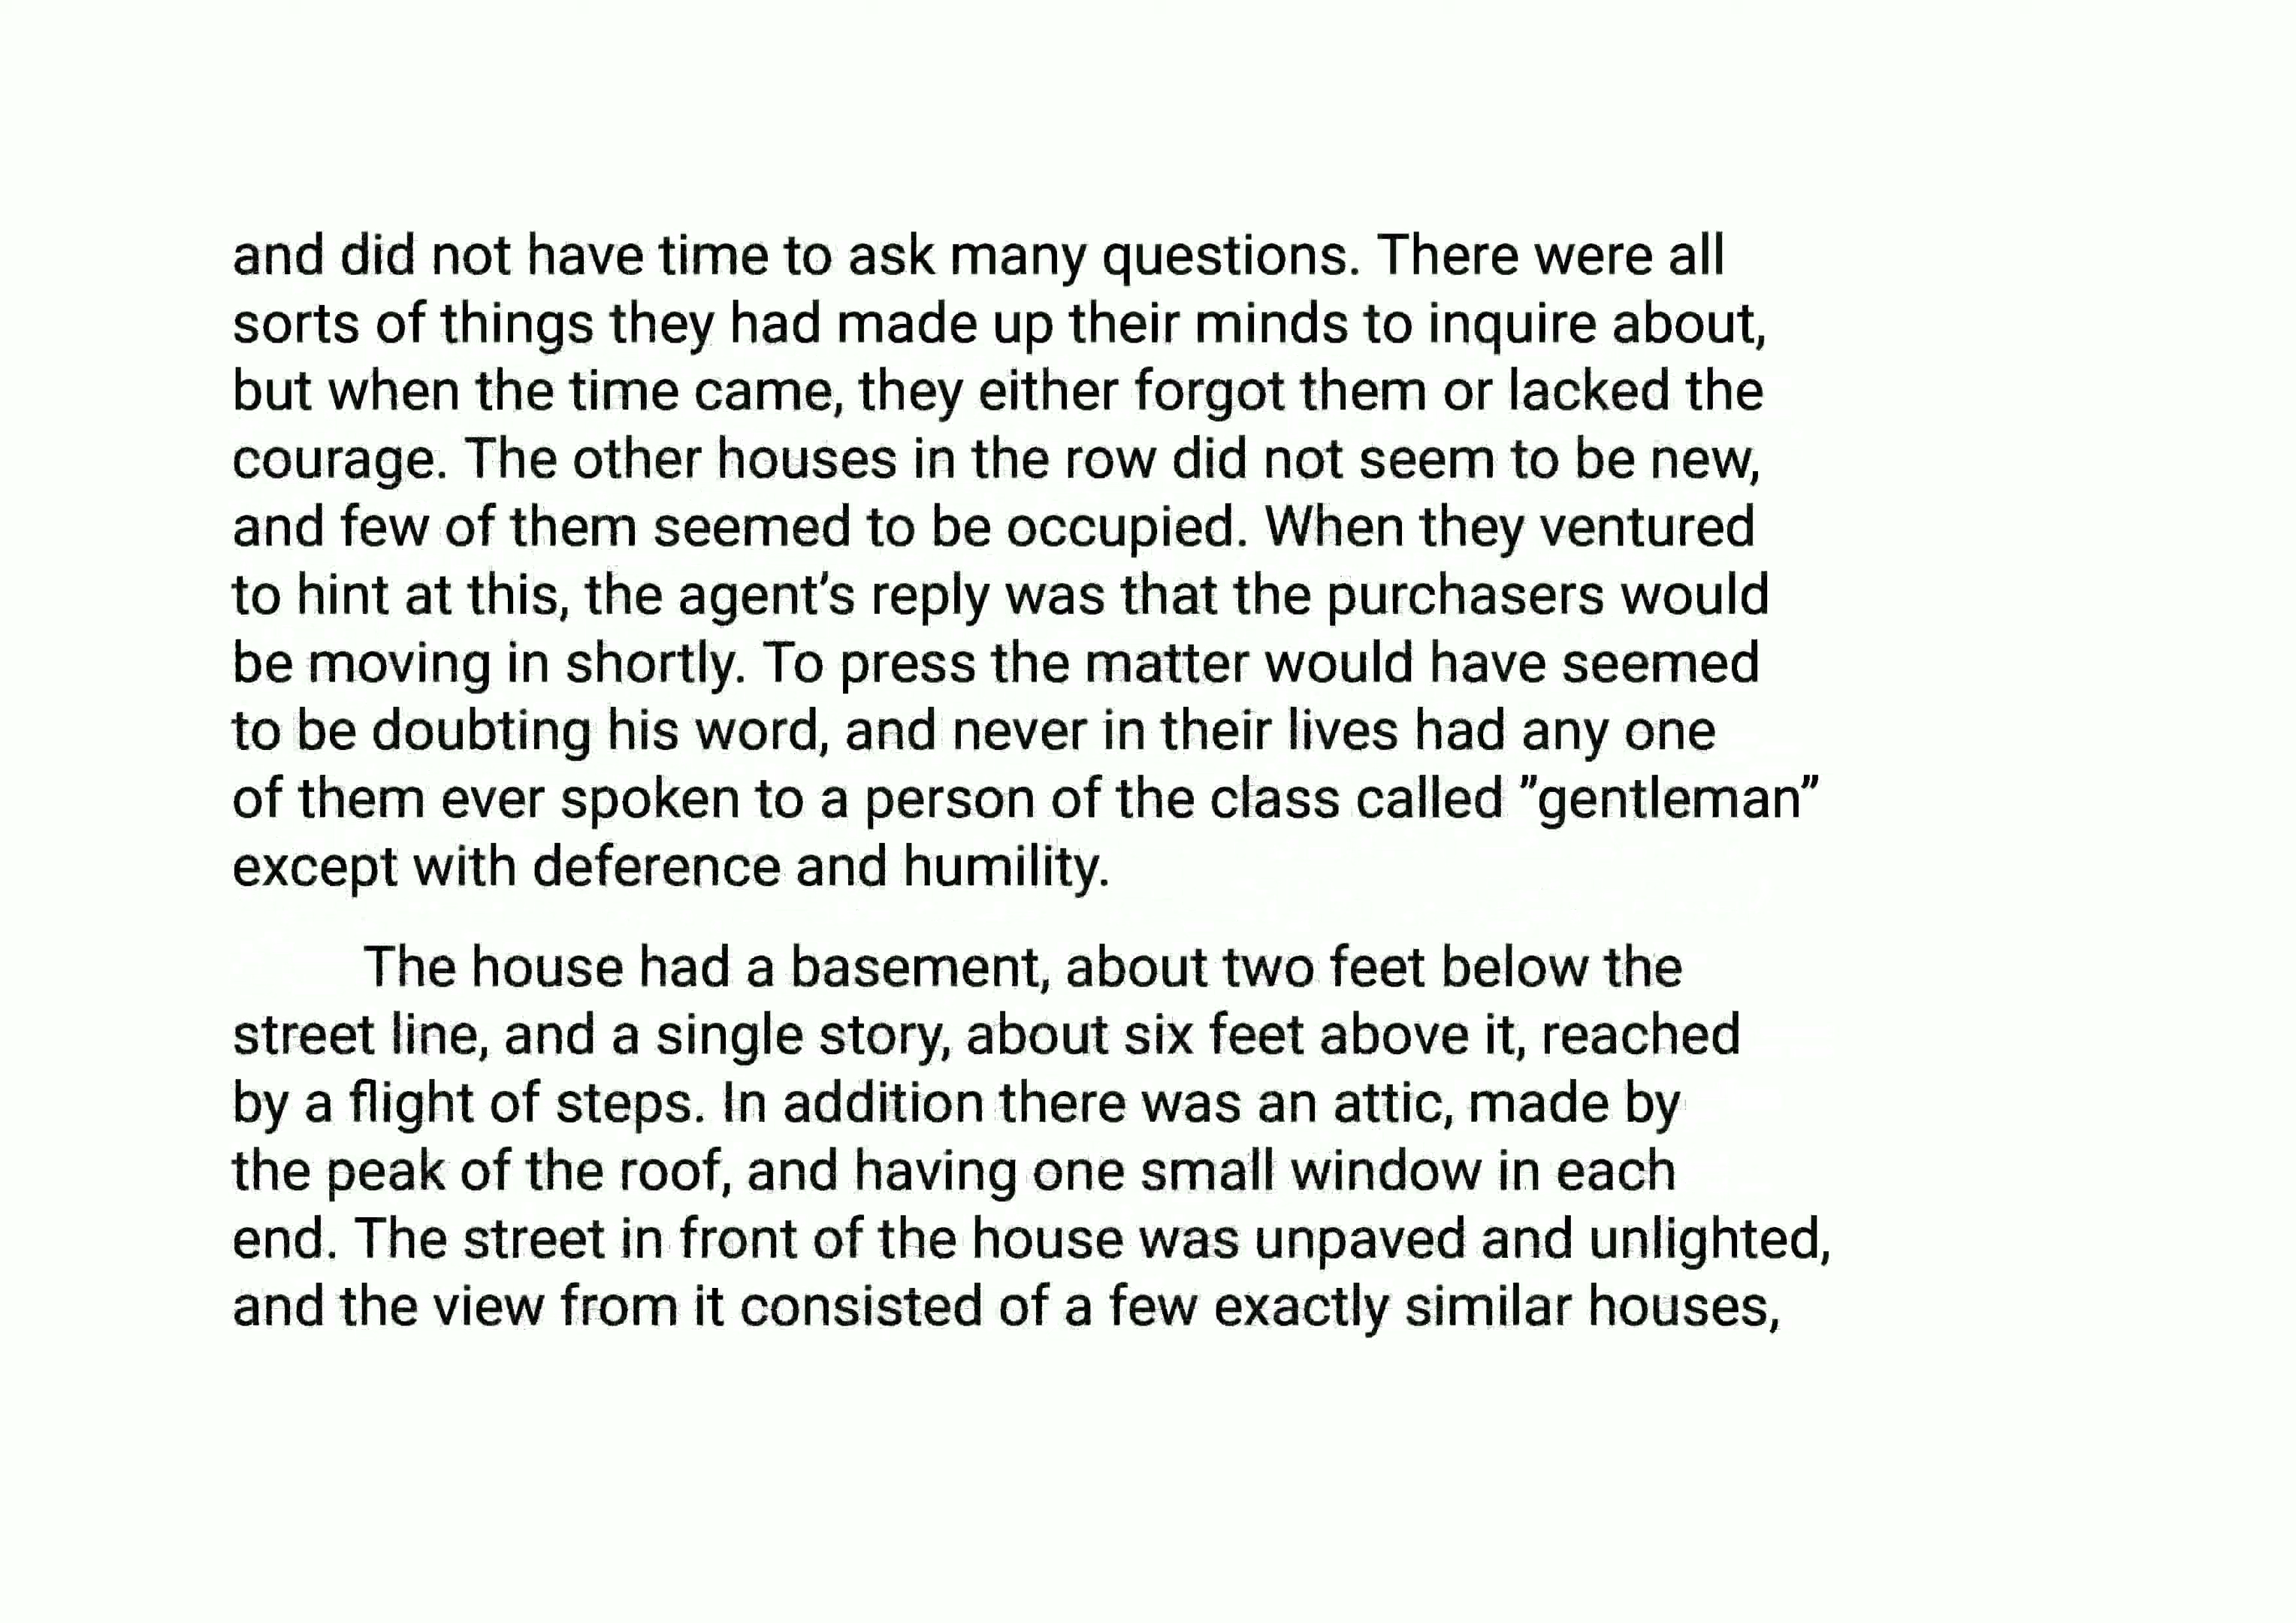 and did not have time to ask many questions. There were all
sorts of things they had made up their minds to inquire about,
but when the time came, they either forgot them or lacked the
courage. The other houses in the row did not seem to be new,
and few of them seemed to be occupied. When they ventured
to hint at this, the agent’s reply was that the purchasers would
be moving in shortly. To press the matter would have seemed
to be doubting his word, and never in their lives had any one
of them ever spoken to a person of the class called ”gentleman”
except with deference and humility.
The house had a basement, about two feet below the
street line, and a single story, about six feet above it, reached
by a flight of steps. In addition there was an attic, made by
the peak of the roof, and having one small window in each
end. The street in front of the house was unpaved and unlighted,
and the view from it consisted of a few exactly similar houses,